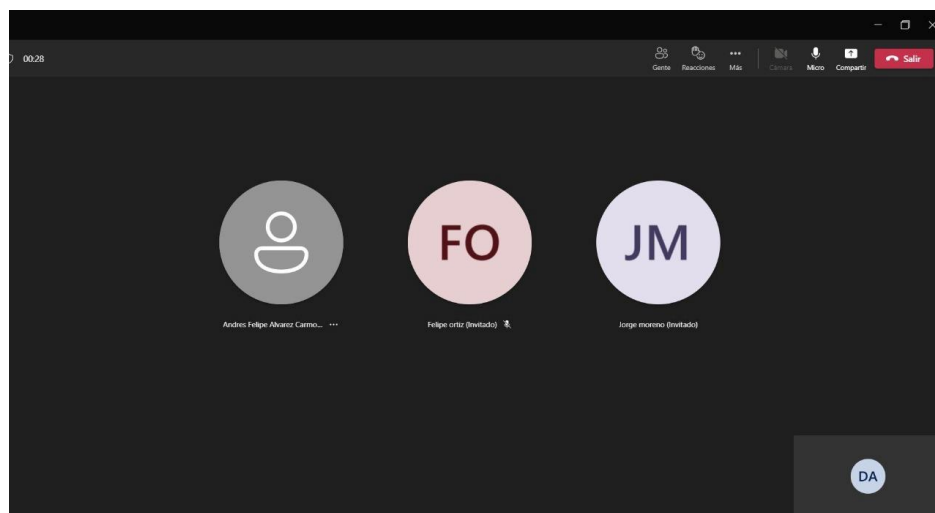 00:28
Gente Reacciones Más Cámara Micro Compartir Salir
FO JM
Andres Felipe Alvarez Carmo... Felipe ortiz (Invitado) Jorge moreno (Invitado)
DA